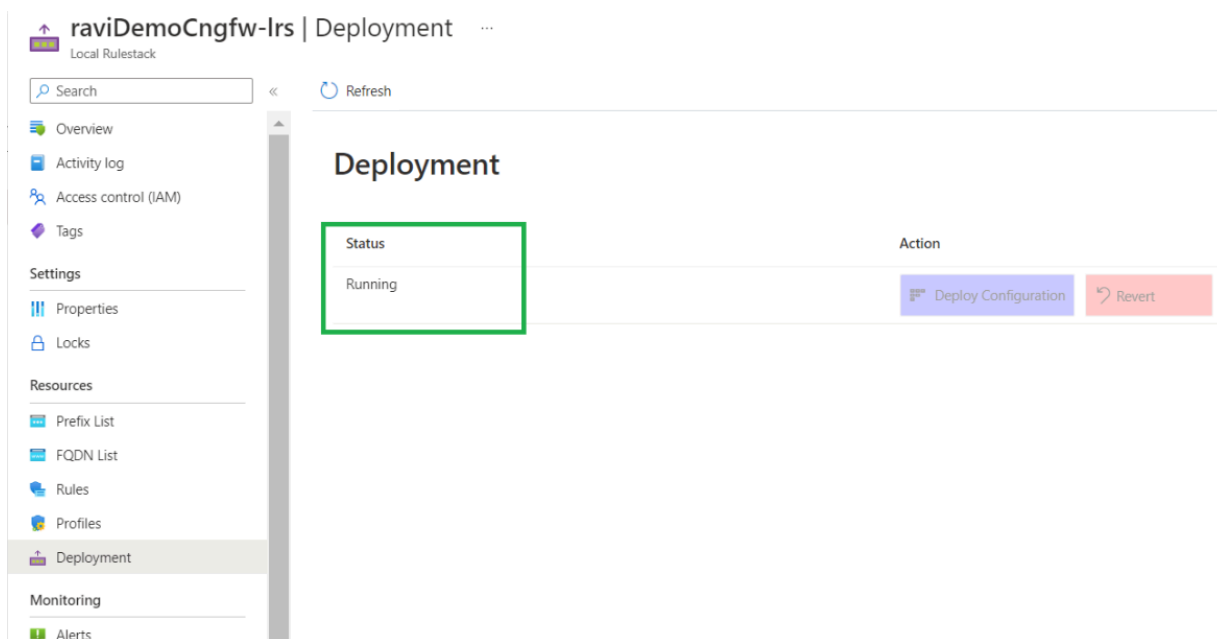 raviDemoCngfw-lrs | Deployment ...
Local Rulestack
Search «
Overview
Activity log
Access control (IAM)
Tags
Settings
Properties
Locks
Resources
Prefix List
FQDN List
Rules
Profiles
Deployment
Monitoring
Alerts
Refresh
Deployment
Status Action
Running Deploy Configuration Revert